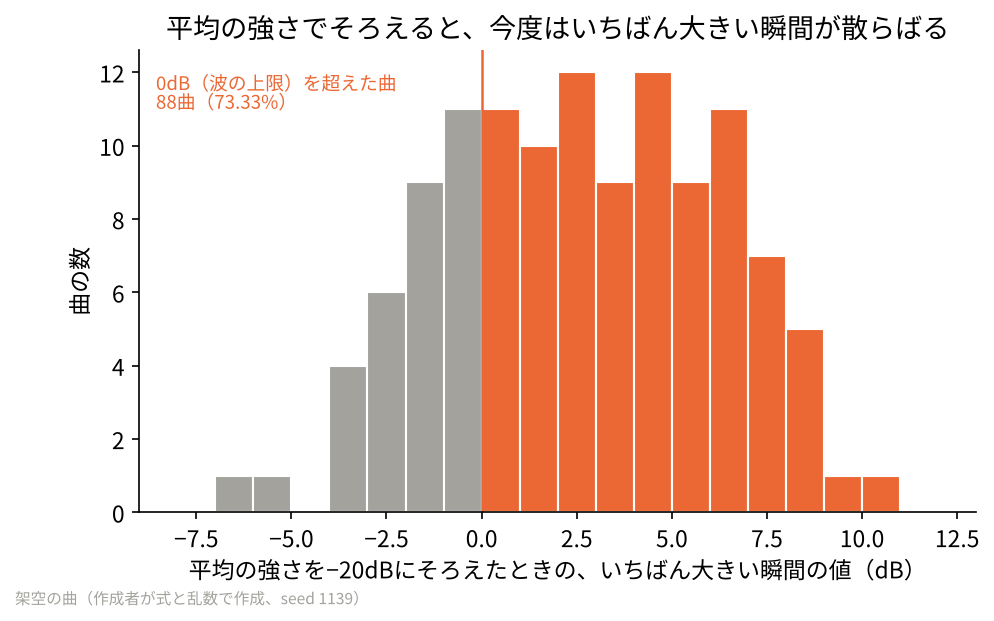 平均の強さでそろえると、今度はいちばん大きい瞬間が散らばる
0dB（波の上限）を超えた曲
88曲（73.33%）
曲の数
12
10
8
6
4
2
0
−7.5 −5.0 −2.5 0.0 2.5 5.0 7.5 10.0 12.5
平均の強さを−20dBにそろえたときの、いちばん大きい瞬間の値（dB）
架空の曲（作成者が式と乱数で作成、seed 1139）